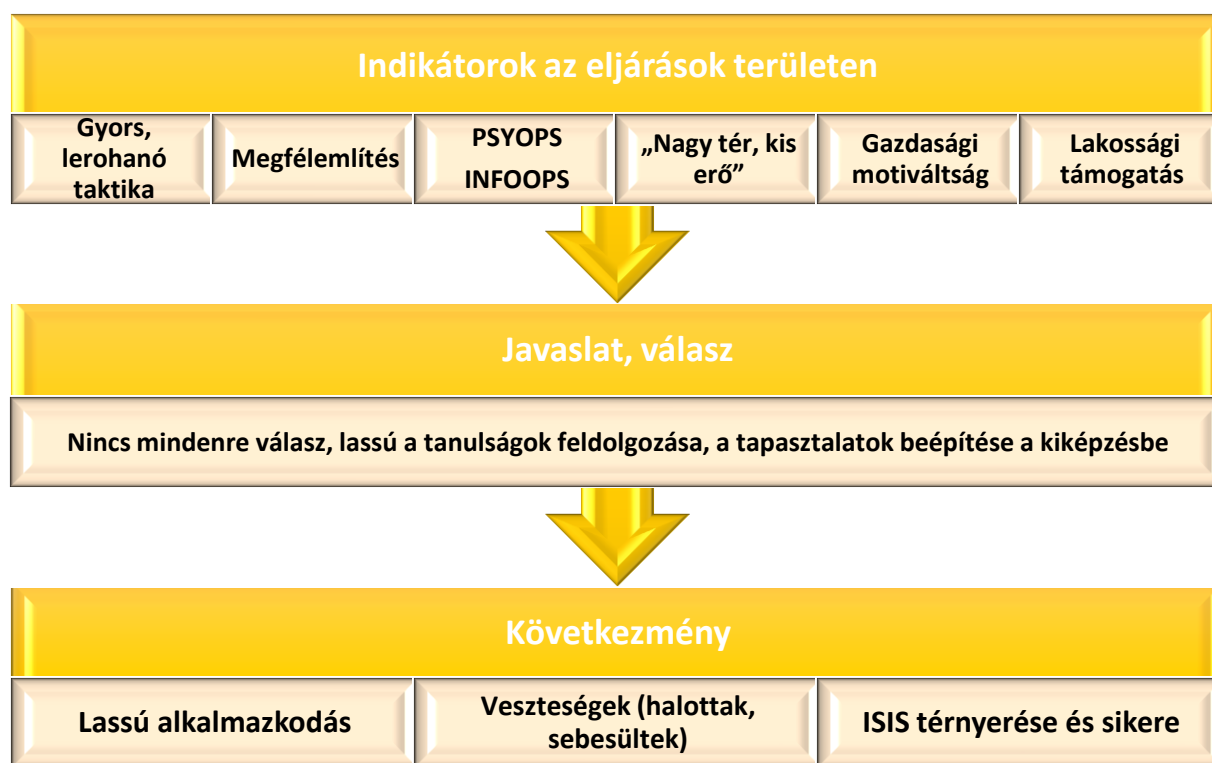 Indikátorok az eljárások területen
Gyors,
lerohanó
taktika
Megfélemlítés
PSYOPS
INFOOPS
„Nagy tér, kis
erő”
Gazdasági
motiváltság
Lakossági
támogatás
Javaslat, válasz
Nincs mindenre válasz, lassú a tanulságok feldolgozása, a tapasztalatok beépítése a kiképzésbe
Következmény
Lassú alkalmazkodás
Veszteségek (halottak,
sebesültek)
ISIS térnyerése és sikere